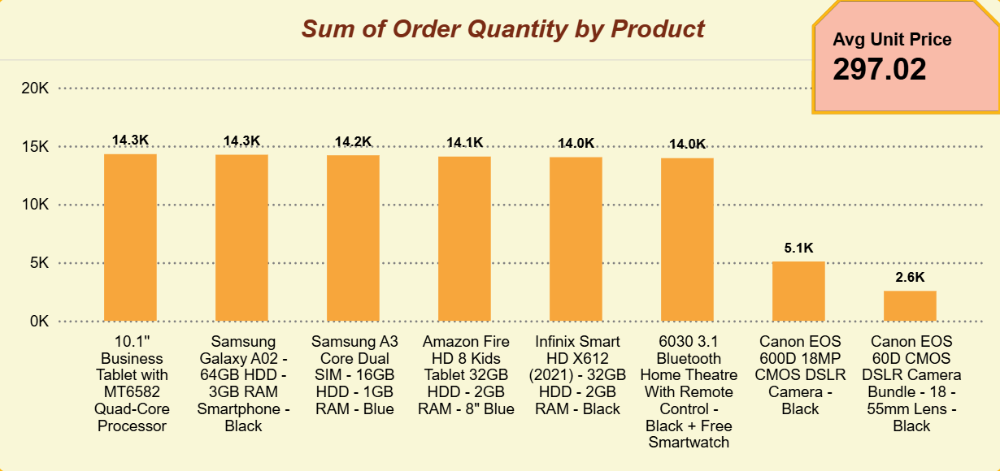 Sum of Order Quantity by Product
Avg Unit Price
297.02
20K
15K
10K
5K
0K
14.3K
14.3K
14.2K
14.1K
14.0K
14.0K
5.1K
2.6K
10.1"
Business
Tablet with
MT6582
Quad-Core
Processor
Samsung
Galaxy A02 -
64GB HDD -
3GB RAM
Smartphone -
Black
Samsung A3
Core Dual
SIM - 16GB
HDD - 1GB
RAM - Blue
Amazon Fire
HD 8 Kids
Tablet 32GB
HDD - 2GB
RAM - 8" Blue
Infinix Smart
HD X612
(2021) - 32GB
HDD - 2GB
RAM - Black
6030 3.1
Bluetooth
Home Theatre
With Remote
Control -
Black + Free
Smartwatch
Canon EOS
600D 18MP
CMOS DSLR
Camera -
Black
Canon EOS
60D CMOS
DSLR Camera
Bundle - 18 -
55mm Lens -
Black